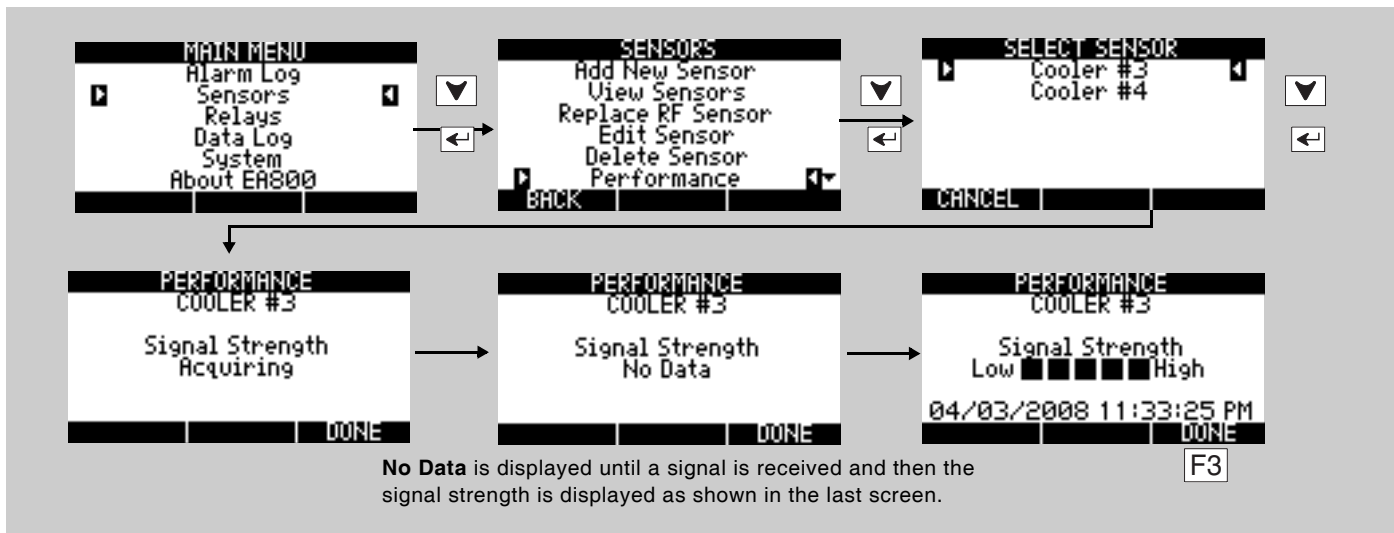 MAIN MENU
Alarm Log
Sensors
Relays
Data Log
System
About EA800
SENSORS
Add New Sensor
View Sensors
Replace RF Sensor
Edit Sensor
Delete Sensor
Performance
BACK
SELECT SENSOR
Cooler #3
Cooler #4
CANCEL
PERFORMANCE
COOLER #3
Signal Strength
Acquiring
DONE
PERFORMANCE
COOLER #3
Signal Strength
No Data
DONE
PERFORMANCE
COOLER #3
Signal Strength
Low High
04/03/2008 11:33:25 PM
DONE
F3
No Data is displayed until a signal is received and then the
signal strength is displayed as shown in the last screen.